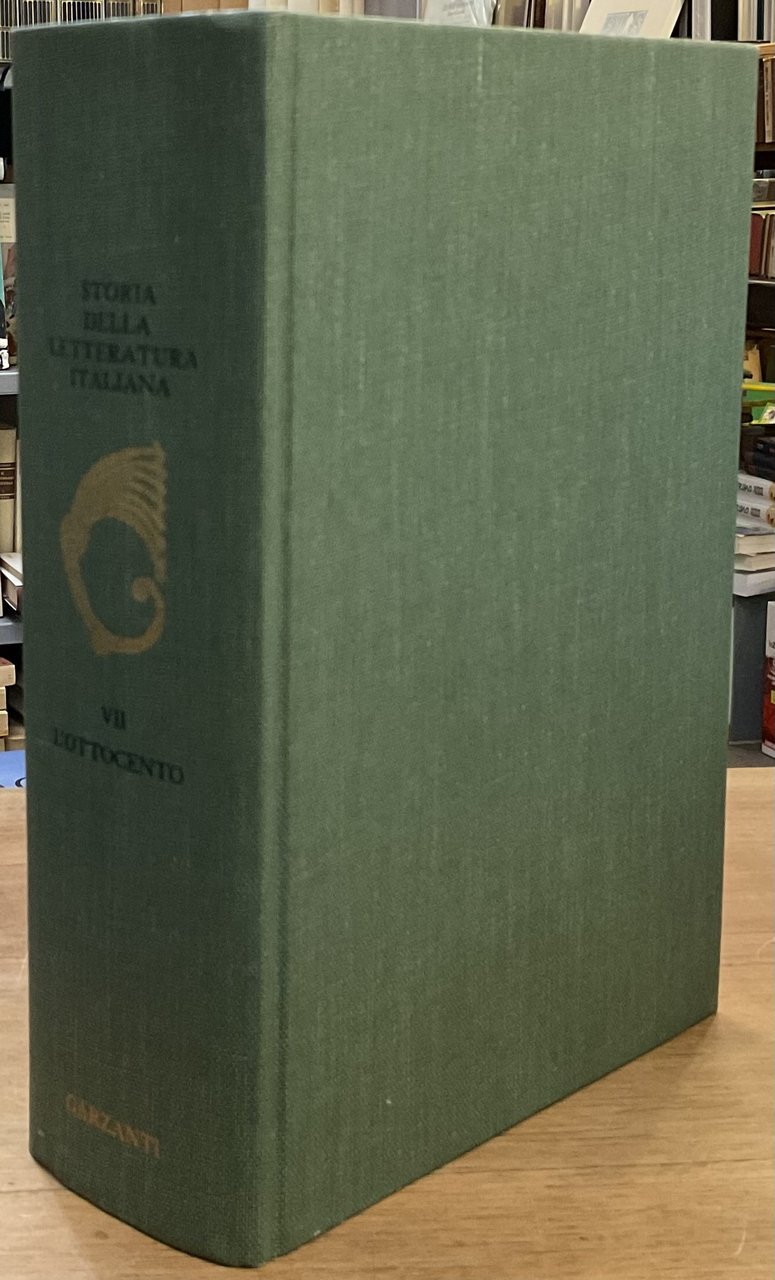 STORIA
DELLA
LETTERATURA
ITALIANA
VII
L'OTTOCENTO
GARZANTI